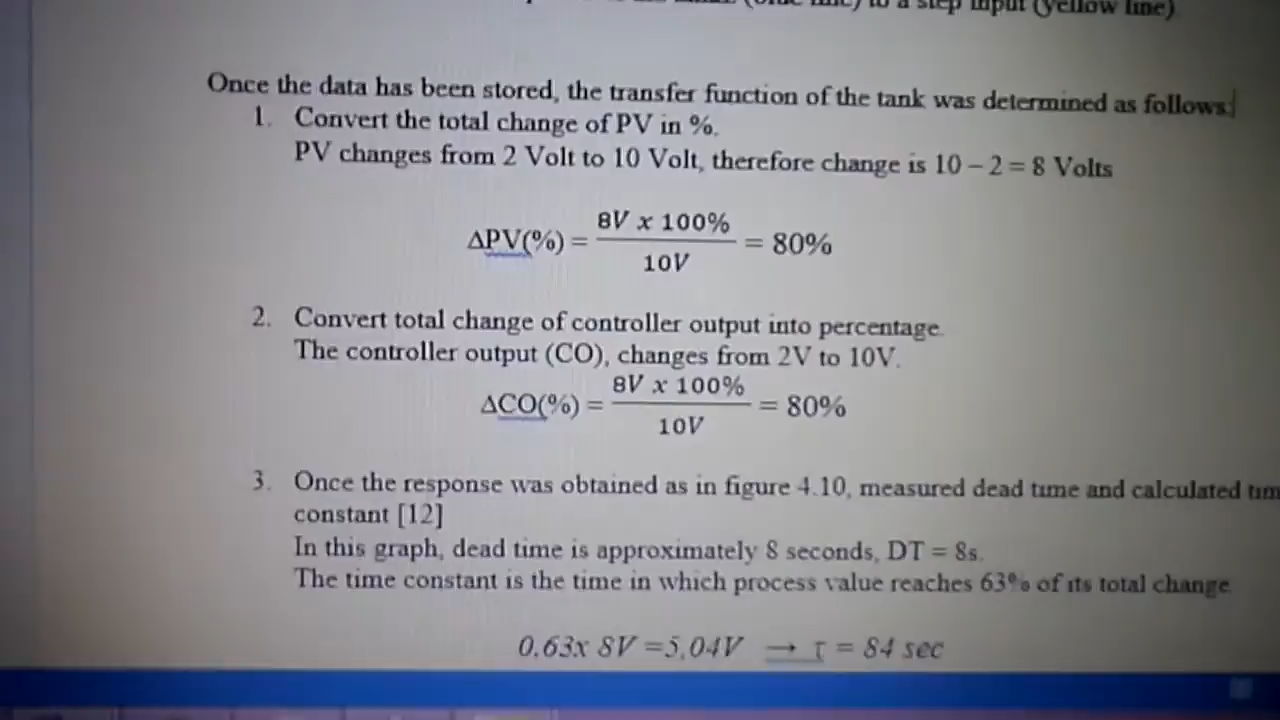 to a step input (yellow line)
Once the data has been stored, the transfer function of the tank was determined as follows.
1. Convert the total change of PV in %.
PV changes from 2 Volt to 10 Volt, therefore change is 10 – 2 = 8 Volts
ΔPV(%) = 8V x 100% / 10V = 80%
2. Convert total change of controller output into percentage.
The controller output (CO), changes from 2V to 10V.
ΔCO(%) = 8V x 100% / 10V = 80%
3. Once the response was obtained as in figure 4.10, measured dead time and calculated tim
constant [12]
In this graph, dead time is approximately 8 seconds, DT = 8s.
The time constant is the time in which process value reaches 63% of its total change
0.63x 8V =5.04V → τ = 84 sec